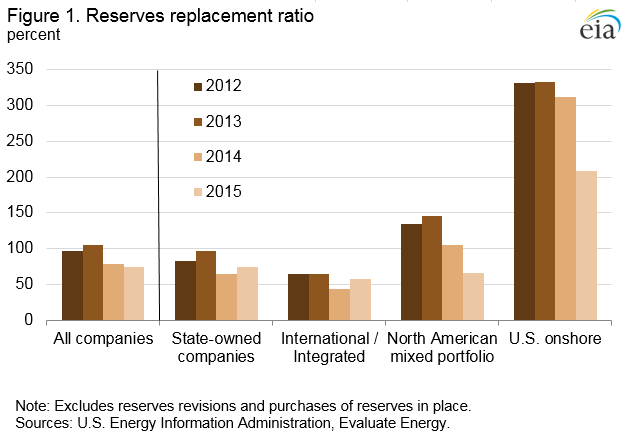 Figure 1. Reserves replacement ratio
percent
eia
350
300
250
200
150
100
50
0
2012
2013
2014
2015
All companies
State-owned
companies
International /
Integrated
North American
mixed portfolio
U.S. onshore
Note: Excludes reserves revisions and purchases of reserves in place.
Sources: U.S. Energy Information Administration, Evaluate Energy.